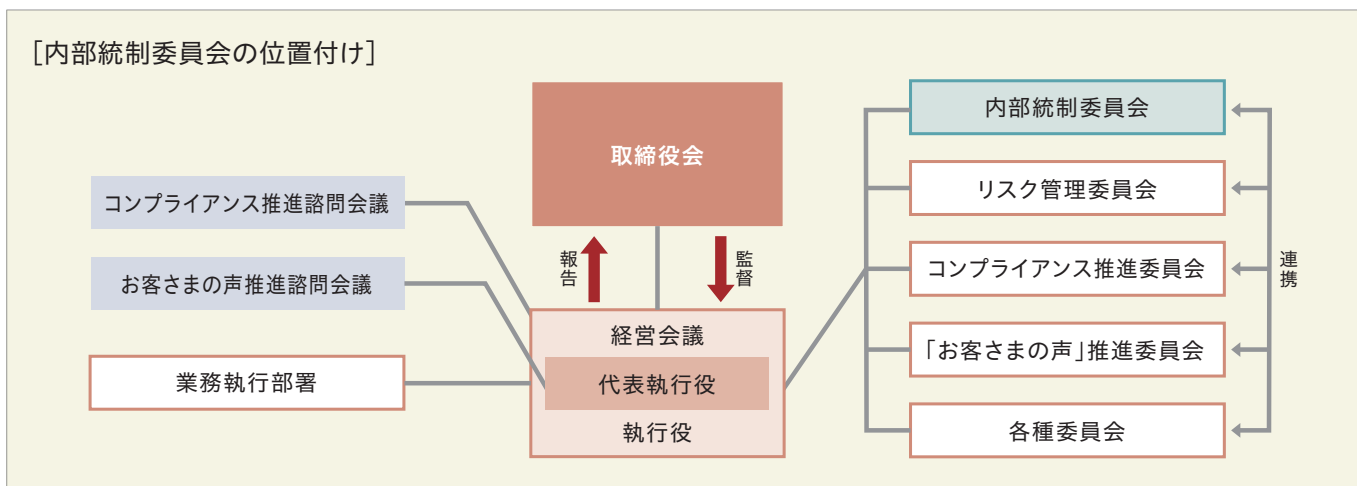 ［内部統制委員会の位置付け］
取締役会
コンプライアンス推進諮問会議
お客さまの声推進諮問会議
業務執行部署
報告
監督
経営会議
代表執行役
執行役
内部統制委員会
リスク管理委員会
コンプライアンス推進委員会
「お客さまの声」推進委員会
各種委員会
連携